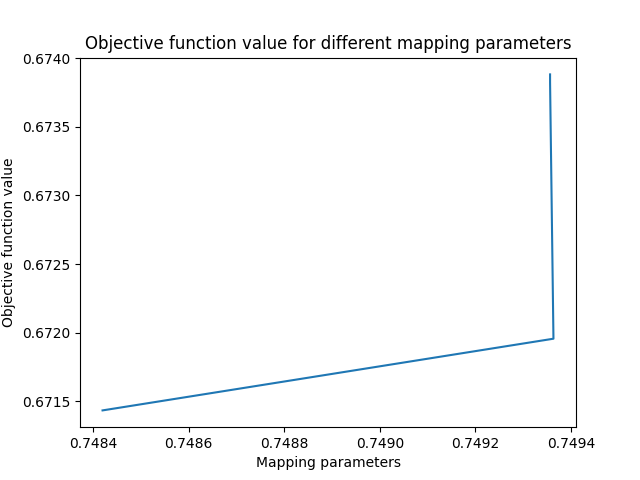 Objective function value for different mapping parameters
0.6740
0.6735
0.6730
0.6725
0.6720
0.6715
Objective function value
0.7484 0.7486 0.7488 0.7490 0.7492 0.7494
Mapping parameters